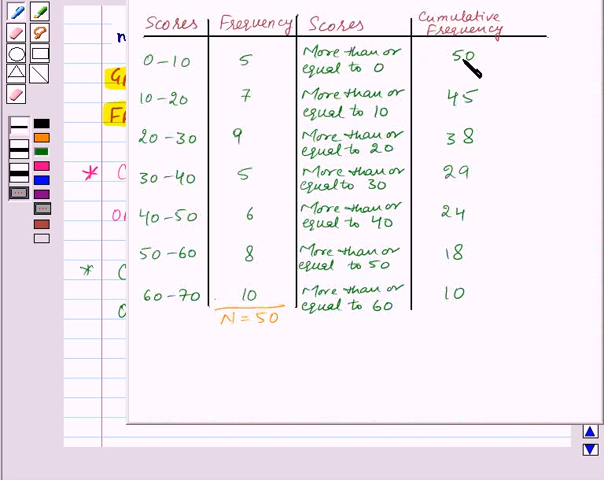 Scores Frequency Scores Cumulative Frequency
0-10 5 More than or equal to 0 50
10-20 7 More than or equal to 10 45
20-30 9 More than or equal to 20 38
30-40 5 More than or equal to 30 29
40-50 6 More than or equal to 40 24
50-60 8 More than or equal to 50 18
60-70 10 More than or equal to 60 10
N = 50